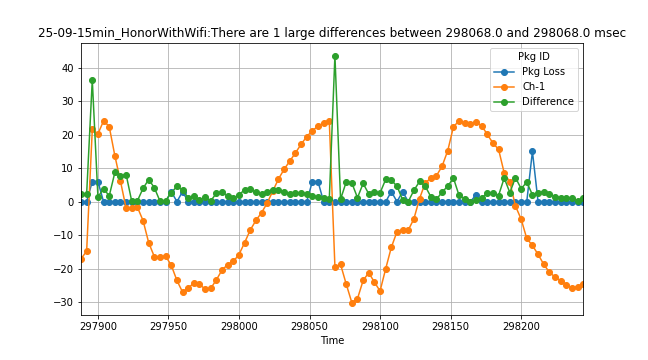 25-09-15min_HonorWithWifi:There are 1 large differences between 298068.0 and 298068.0 msec
Pkg ID
Pkg Loss
Ch-1
Difference
40
30
20
10
0
−10
−20
−30
297900 297950 298000 298050 298100 298150 298200
Time